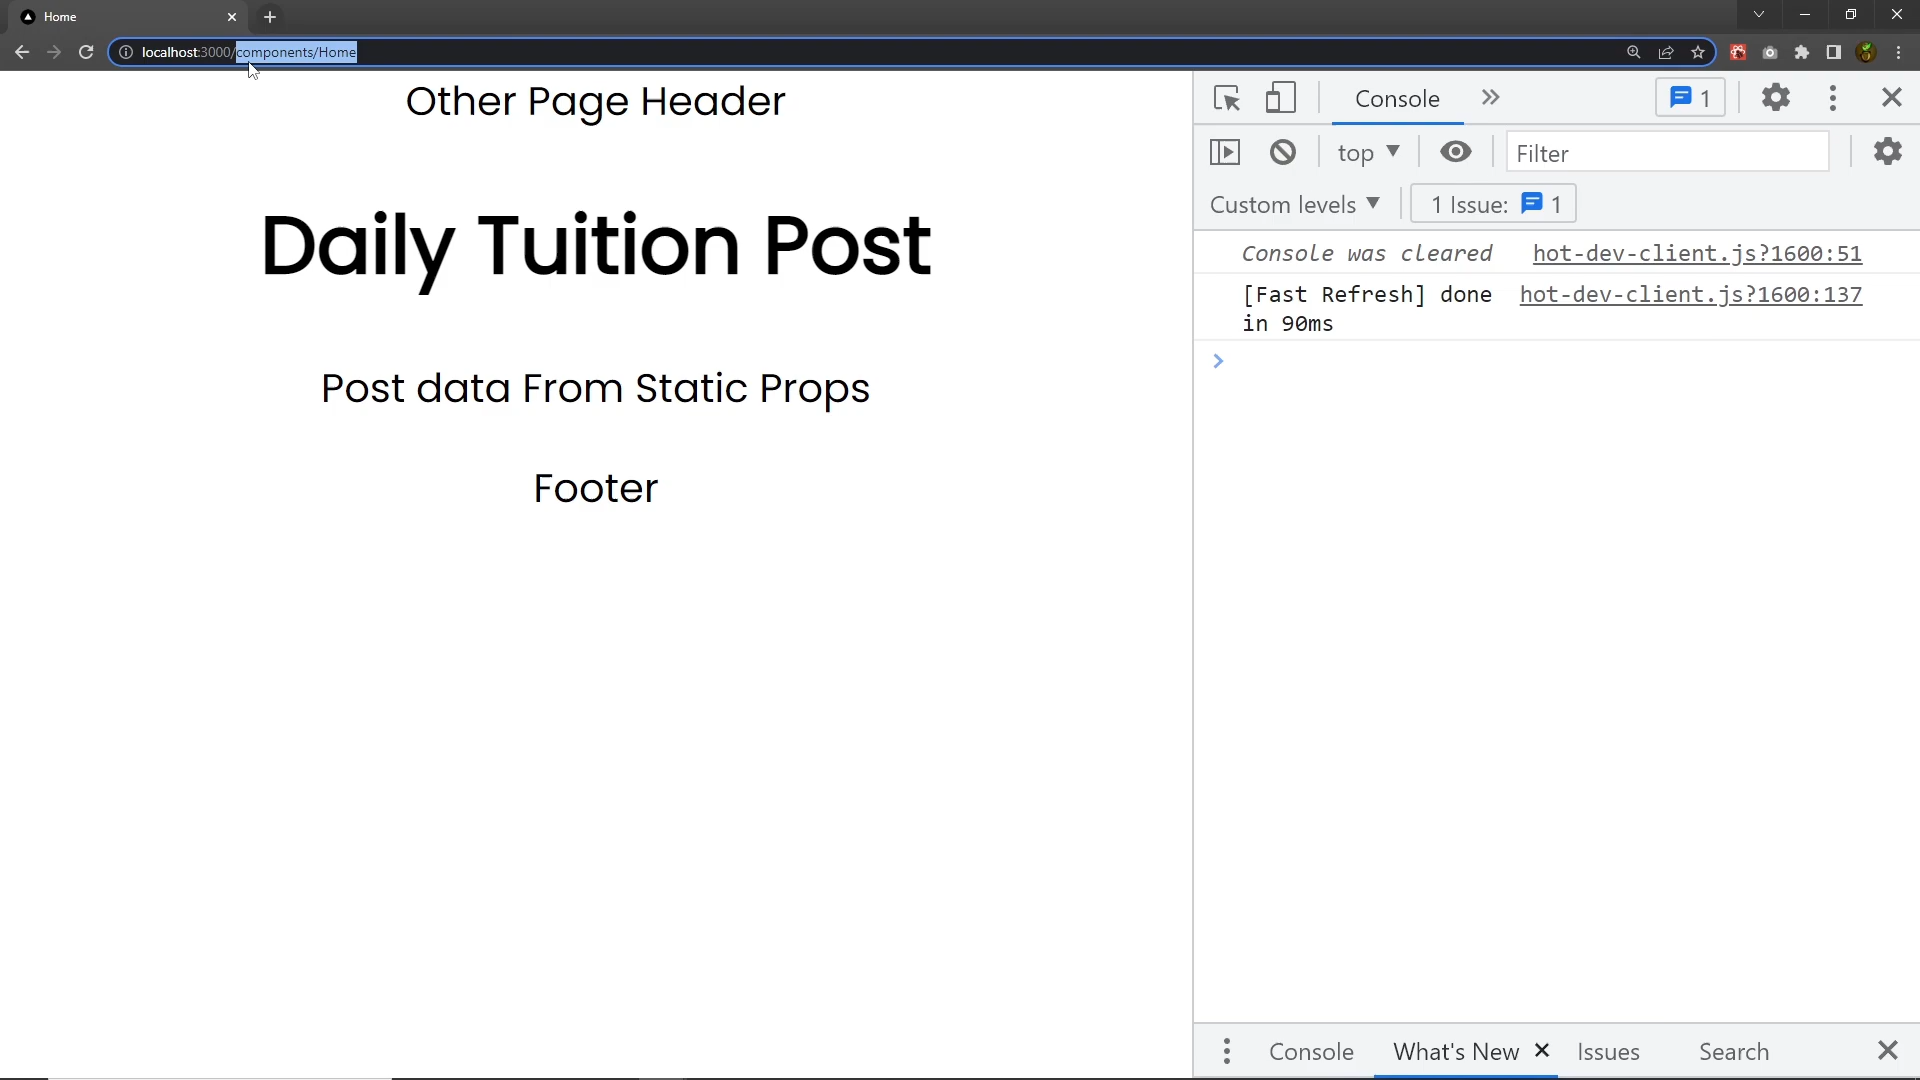 Home
localhost:3000/components/Home
Other Page Header
Daily Tuition Post
Post data From Static Props
Footer
Console
1
top
Filter
Custom levels
1 Issue: 1
Console was cleared hot-dev-client.js?1600:51
[Fast Refresh] done hot-dev-client.js?1600:137
in 90ms
Console What's New Issues Search